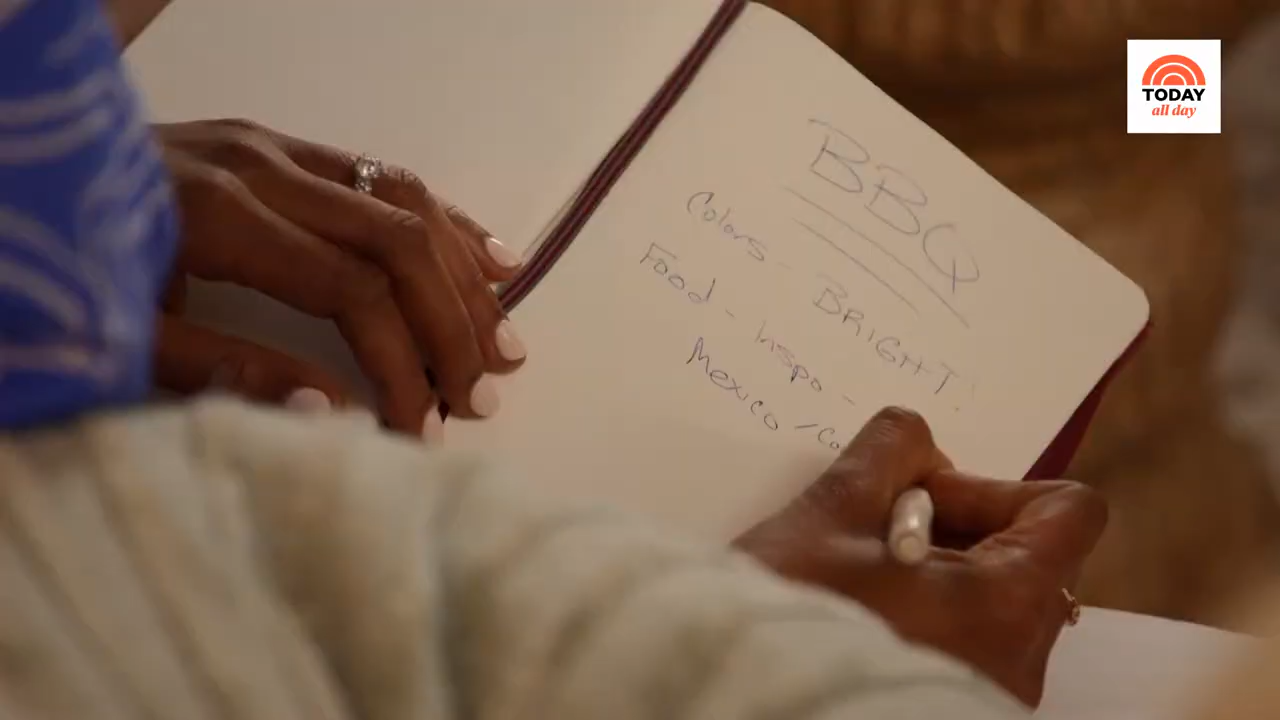 BBQ
Colors - BRIGHT!
Food - Inspo -
Mexico /
TODAY
all day